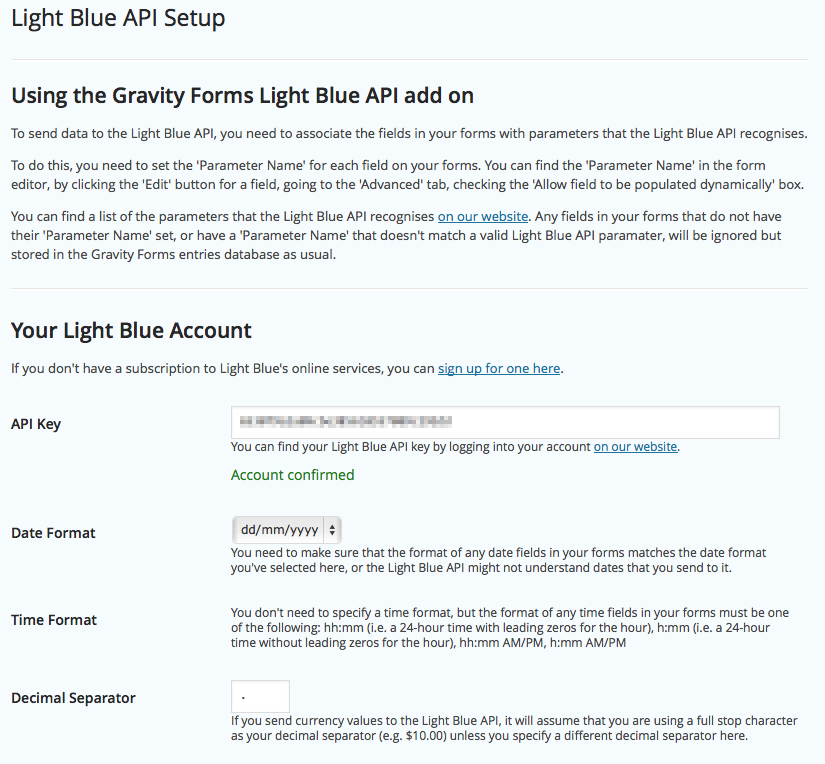 Light Blue API Setup
Using the Gravity Forms Light Blue API add on
To send data to the Light Blue API, you need to associate the fields in your forms with parameters that the Light Blue API recognises.
To do this, you need to set the 'Parameter Name' for each field on your forms. You can find the 'Parameter Name' in the form
editor, by clicking the 'Edit' button for a field, going to the 'Advanced' tab, checking the 'Allow field to be populated dynamically' box.
You can find a list of the parameters that the Light Blue API recognises on our website. Any fields in your forms that do not have
their 'Parameter Name' set, or have a 'Parameter Name' that doesn't match a valid Light Blue API paramater, will be ignored but
stored in the Gravity Forms entries database as usual.
Your Light Blue Account
If you don't have a subscription to Light Blue's online services, you can sign up for one here.
API Key
You can find your Light Blue API key by logging into your account on our website.
Account confirmed
Date Format
dd/mm/yyyy
You need to make sure that the format of any date fields in your forms matches the date format
you've selected here, or the Light Blue API might not understand dates that you send to it.
Time Format
You don't need to specify a time format, but the format of any time fields in your forms must be one
of the following: hh:mm (i.e. a 24-hour time with leading zeros for the hour), h:mm (i.e. a 24-hour
time without leading zeros for the hour), hh:mm AM/PM, h:mm AM/PM
Decimal Separator
.
If you send currency values to the Light Blue API, it will assume that you are using a full stop character
as your decimal separator (e.g. $10.00) unless you specify a different decimal separator here.